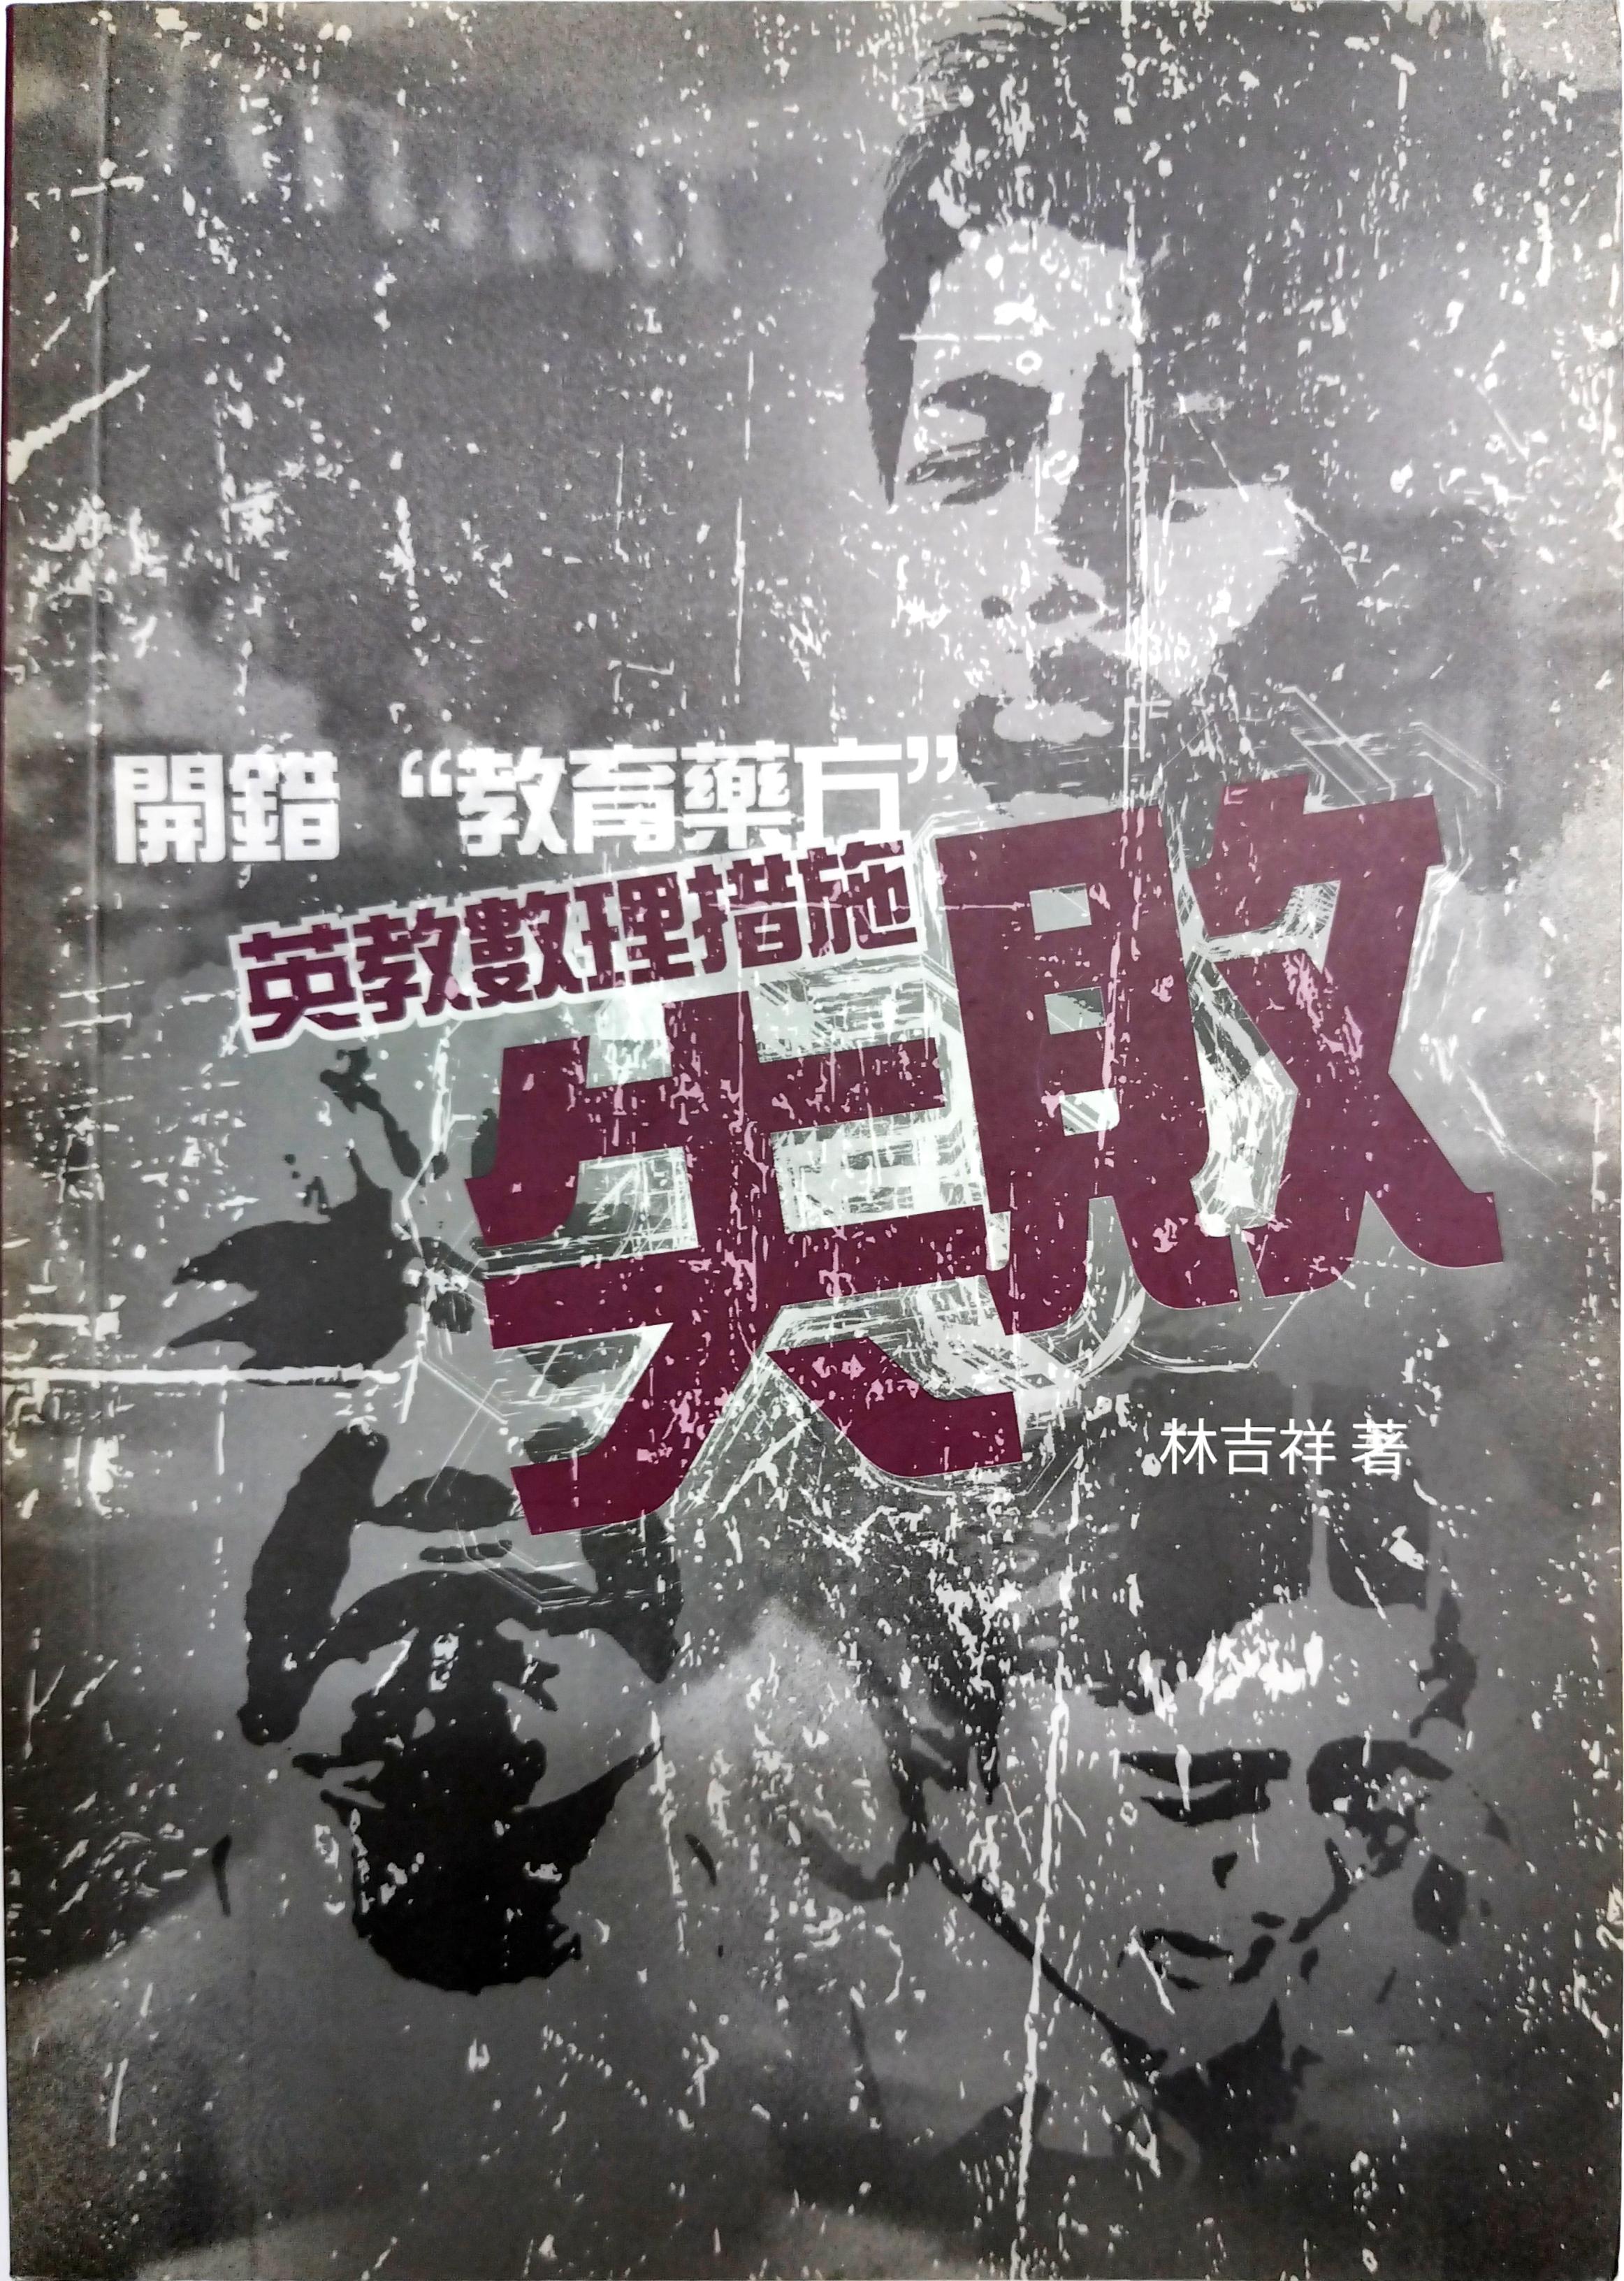 開錯 “教育藥方”
英教數理措施
失敗
林吉祥 著